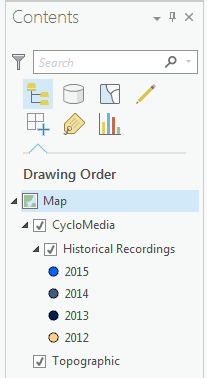 Contents
Search
Drawing Order
Map
CycloMedia
Historical Recordings
2015
2014
2013
2012
Topographic